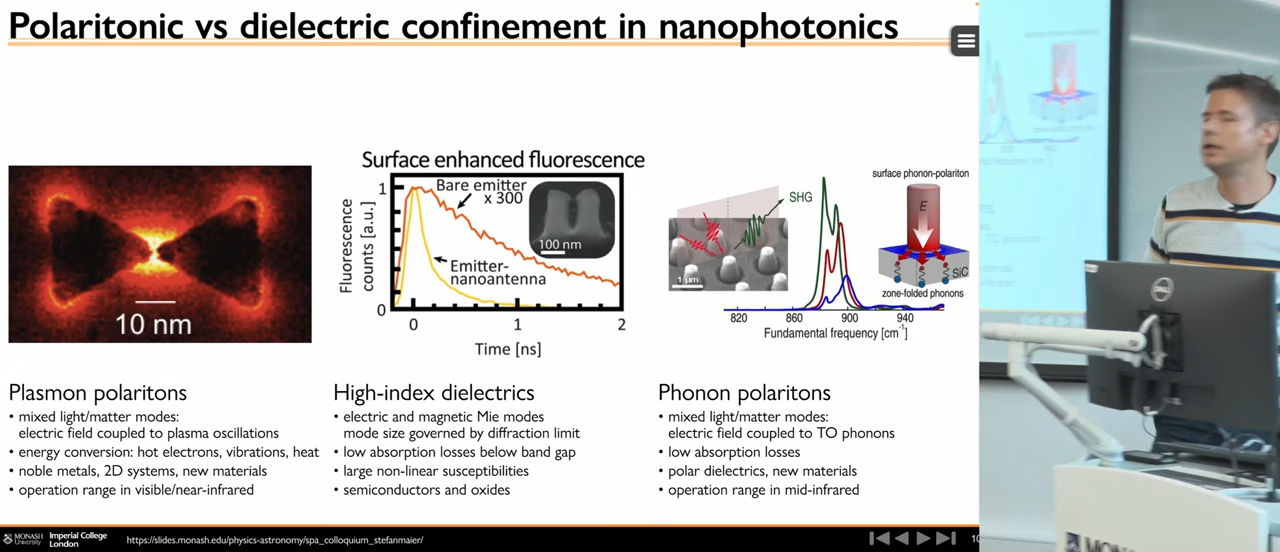 Polaritonic vs dielectric confinement in nanophotonics
10 nm
Surface enhanced fluorescence
Fluorescence
counts [a.u.]
1
0
Bare emitter
x 300
100 nm
Emitter-
nanoantenna
0
1
2
Time [ns]
SHG
1 μm
surface phonon-polariton
E
SiC
zone-folded phonons
820
860
900
940
Fundamental frequency [cm⁻¹]
Plasmon polaritons
• mixed light/matter modes:
electric field coupled to plasma oscillations
• energy conversion: hot electrons, vibrations, heat
• noble metals, 2D systems, new materials
• operation range in visible/near-infrared
High-index dielectrics
• electric and magnetic Mie modes
mode size governed by diffraction limit
• low absorption losses below band gap
• large non-linear susceptibilities
• semiconductors and oxides
Phonon polaritons
• mixed light/matter modes:
electric field coupled to TO phonons
• low absorption losses
• polar dielectrics, new materials
• operation range in mid-infrared
MONASH
University
Imperial College
London
https://slides.monash.edu/physics-astronomy/spa_colloquium_stefanmaier/